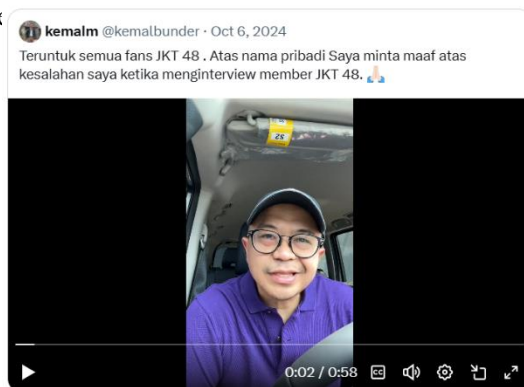 kemalm @kemalbunder · Oct 6, 2024
Teruntuk semua fans JKT 48 . Atas nama pribadi Saya minta maaf atas
kesalahan saya ketika menginterview member JKT 48. 🙏🏻
0:02 / 0:58 CC